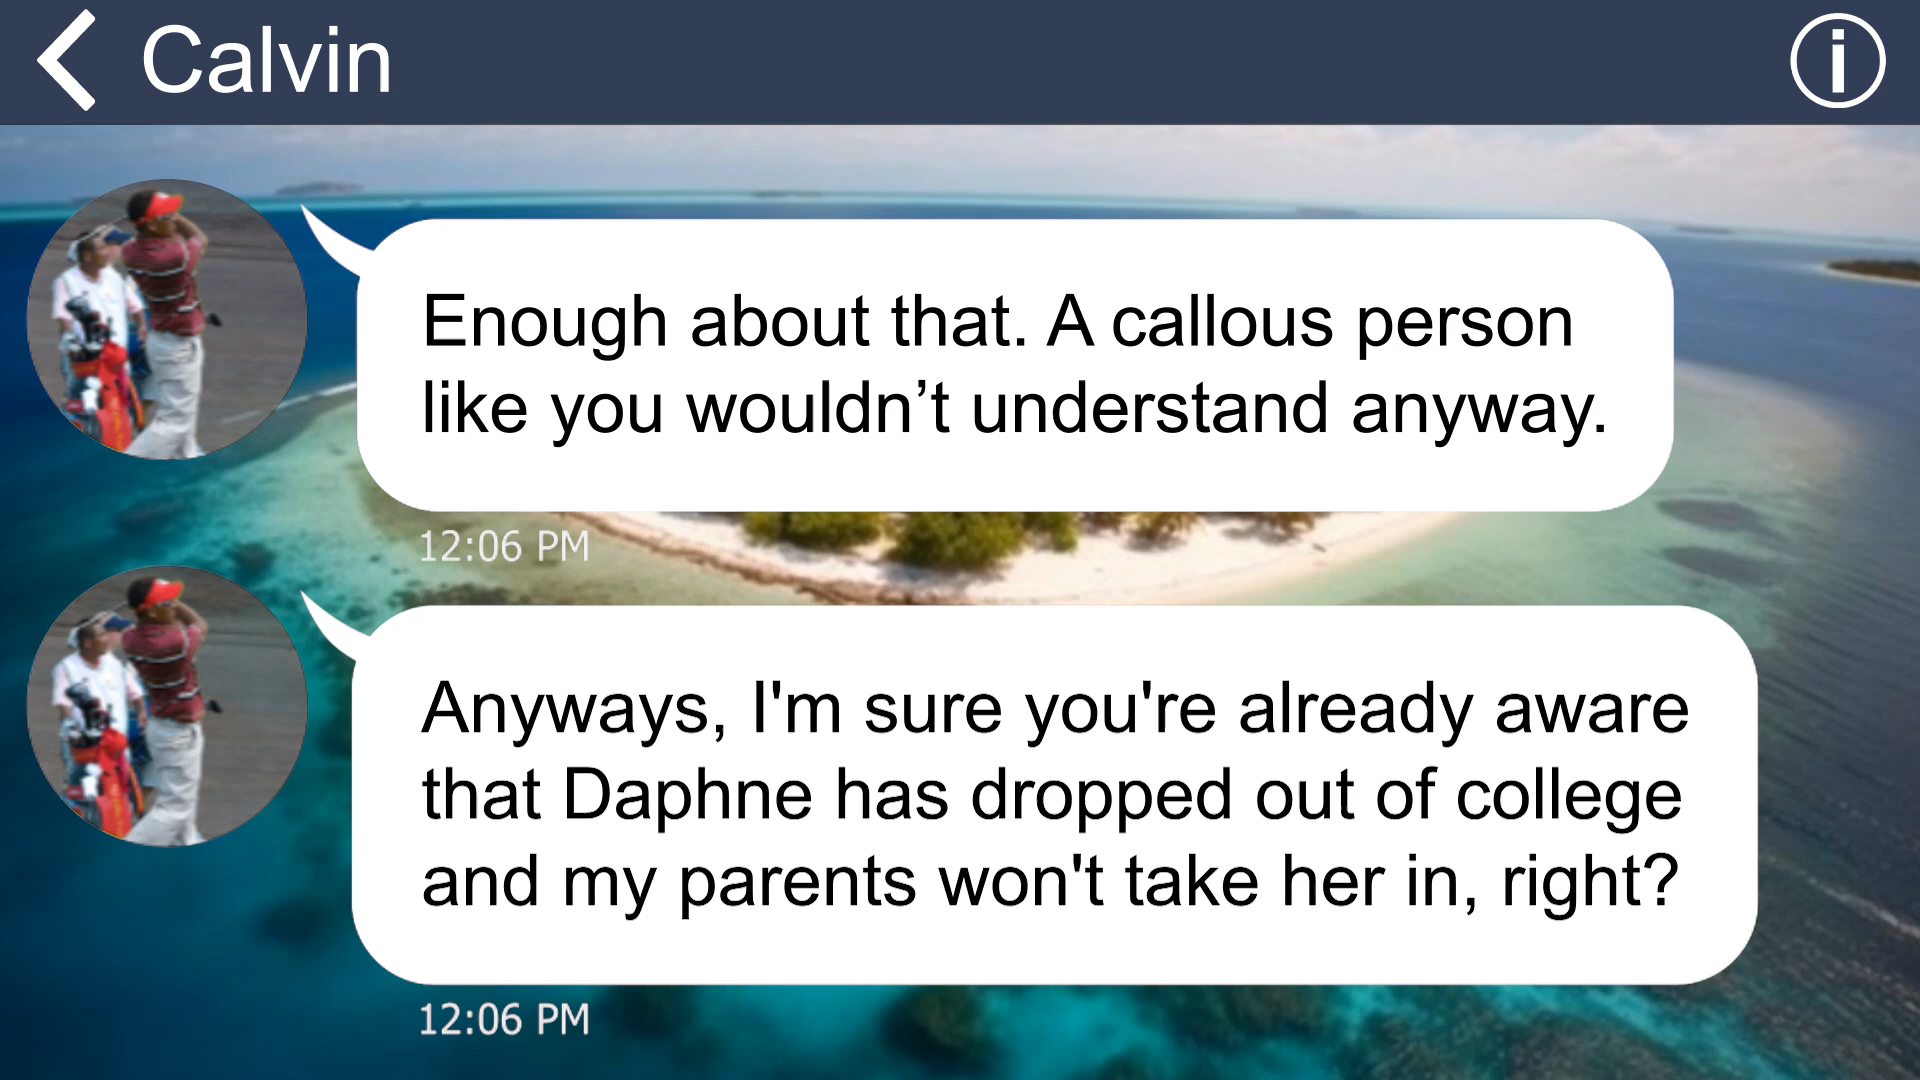 Calvin
Enough about that. A callous person
like you wouldn’t understand anyway.
12:06 PM
Anyways, I'm sure you're already aware
that Daphne has dropped out of college
and my parents won't take her in, right?
12:06 PM